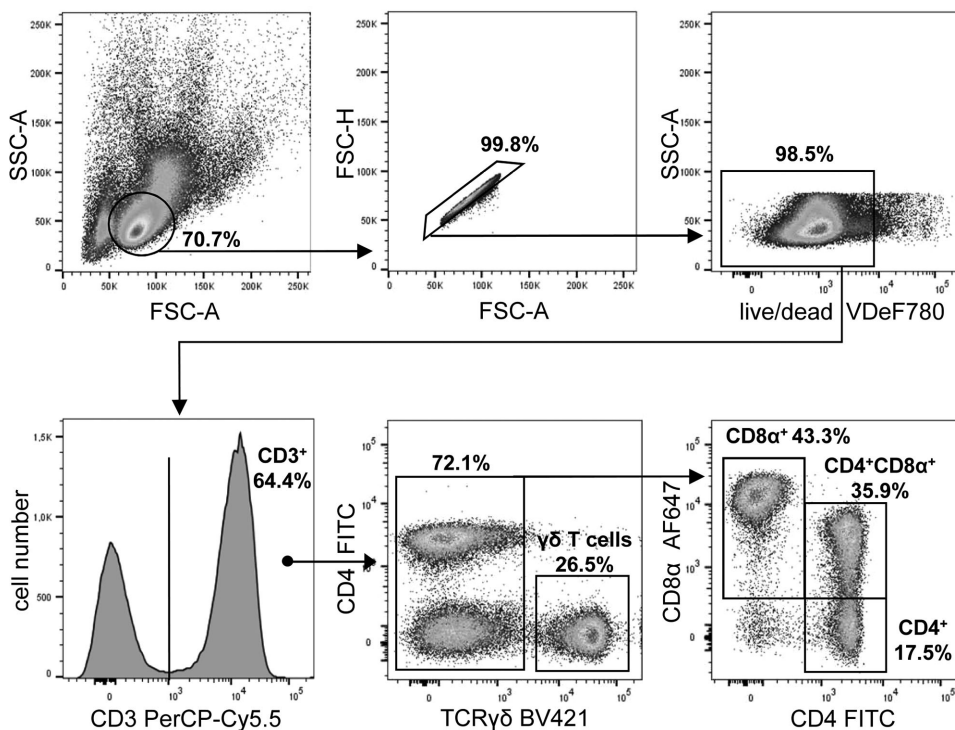 250K
200K
150K
100K
50K
0
0 50K 100K 150K 200K 250K
SSC-A
FSC-A
70.7%
250K
200K
150K
100K
50K
0
0 50K 100K 150K 200K 250K
FSC-H
FSC-A
99.8%
250K
200K
150K
100K
50K
0
0 10³ 10⁴ 10⁵
SSC-A
live/dead VDeF780
98.5%
1,5K
1,0K
500
0
0 10³ 10⁴ 10⁵
cell number
CD3 PerCP-Cy5.5
CD3⁺
64.4%
10⁵
10⁴
10³
0
0 10³ 10⁴ 10⁵
CD4 FITC
TCRγδ BV421
72.1%
γδ T cells
26.5%
10⁵
10⁴
10³
0
0 10³ 10⁴ 10⁵
CD8α AF647
CD4 FITC
CD8α⁺ 43.3%
CD4⁺CD8α⁺
35.9%
CD4⁺
17.5%